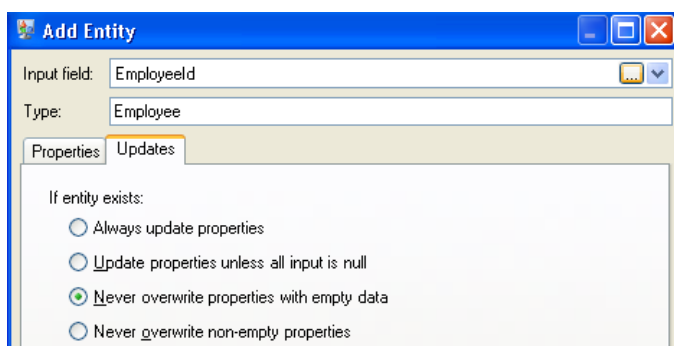 Add Entity
Input field: EmployeeId ...
Type: Employee
Properties Updates
If entity exists:
Always update properties
Update properties unless all input is null
Never overwrite properties with empty data
Never overwrite non-empty properties